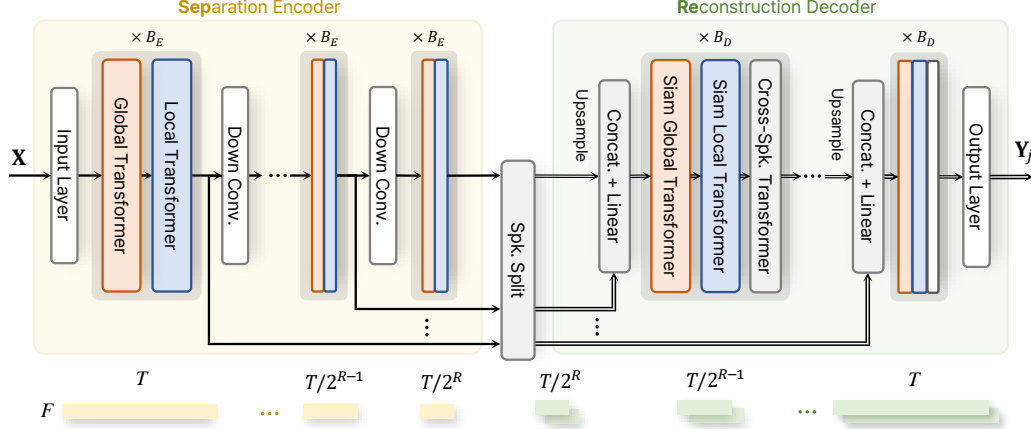 Separation Encoder
Reconstruction Decoder
× B_E
× B_E
× B_E
× B_D
× B_D
X
Input Layer
Global Transformer
Local Transformer
Down Conv.
...
Down Conv.
...
Spk. Split
Upsample
Concat. + Linear
Siam Global Transformer
Siam Local Transformer
Cross-Spk. Transformer
...
Upsample
Concat. + Linear
Output Layer
Y_j
...
T
T/2^{R-1}
T/2^R
T/2^R
T/2^{R-1}
T
F
...
...